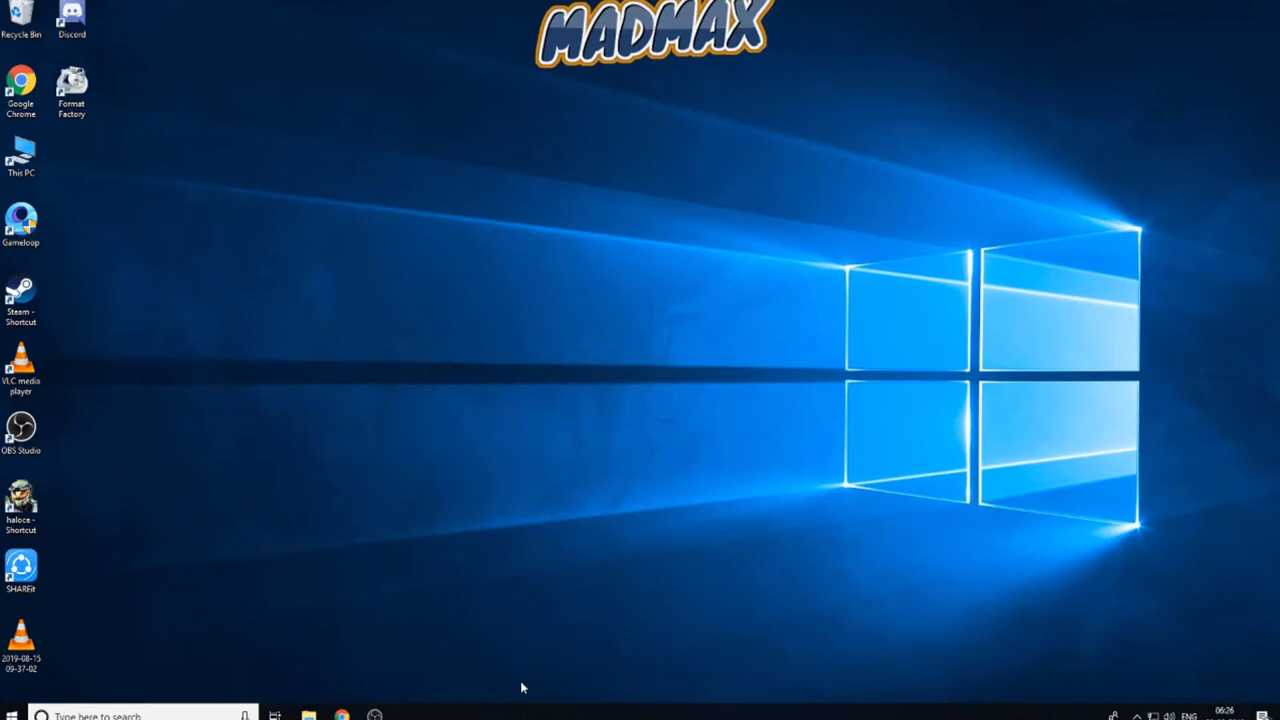 MADMAX
Recycle Bin
Discord
Google
Chrome
Format
Factory
This PC
Gameloop
Steam -
Shortcut
VLC media
player
OBS Studio
haloce -
Shortcut
SHAREit
2019-08-15
09-37-02
Type here to search
ENG
06:26